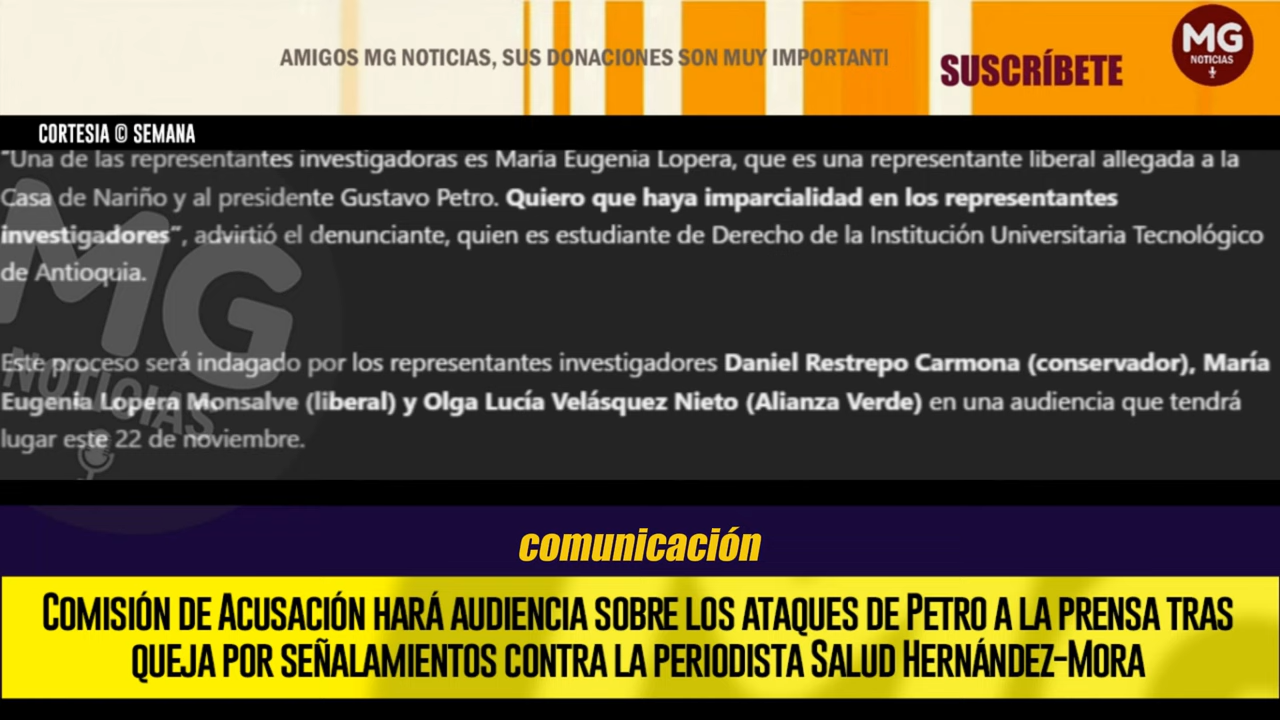 AMIGOS MG NOTICIAS, SUS DONACIONES SON MUY IMPORTANTI
SUSCRÍBETE
MG
NOTICIAS
CORTESIA © SEMANA
"Una de las representantes investigadoras es María Eugenia Lopera, que es una representante liberal allegada a la
Casa de Nariño y al presidente Gustavo Petro. Quiero que haya imparcialidad en los representantes
investigadores", advirtió el denunciante, quien es estudiante de Derecho de la Institución Universitaria Tecnológico
de Antioquia.
Este proceso será indagado por los representantes investigadores Daniel Restrepo Carmona (conservador), María
Eugenia Lopera Monsalve (liberal) y Olga Lucía Velásquez Nieto (Alianza Verde) en una audiencia que tendrá
lugar este 22 de noviembre.
MG
NOTICIAS
comunicación
COMISIÓN DE ACUSACIÓN HARÁ AUDIENCIA SOBRE LOS ATAQUES DE PETRO A LA PRENSA TRAS
QUEJA POR SEÑALAMIENTOS CONTRA LA PERIODISTA SALUD HERNÁNDEZ-MORA